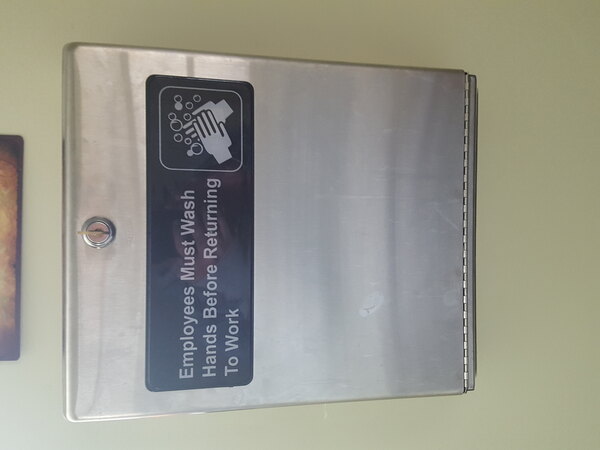 Employees Must Wash
Hands Before Returning
To Work